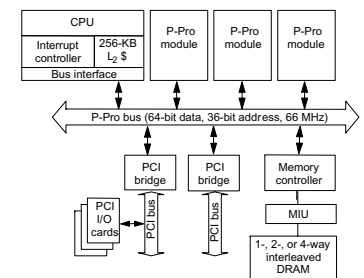 CPU
Interrupt
controller
256-KB
L2 $
Bus interface
P-Pro
module
P-Pro
module
P-Pro
module
P-Pro bus (64-bit data, 36-bit address, 66 MHz)
PCI
bridge
PCI
bridge
Memory
controller
PCI
I/O
cards
PCI bus
PCI bus
MIU
1-, 2-, or 4-way
interleaved
DRAM